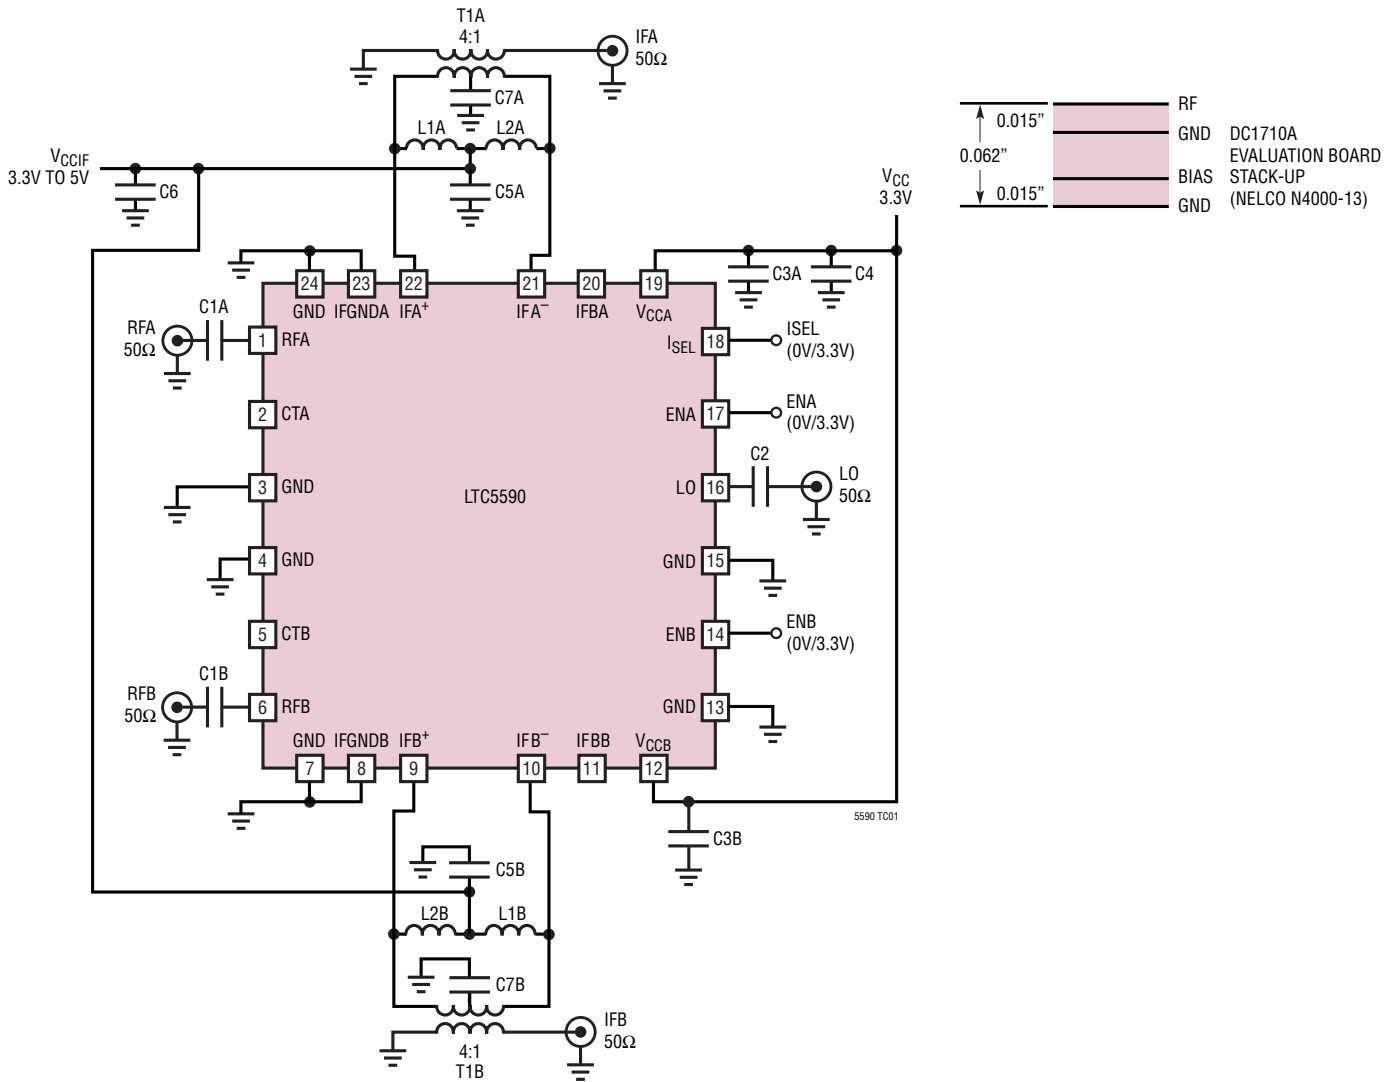 T1A
4:1
IFA
50Ω
C7A
L1A
L2A
VCCIF
3.3V TO 5V
C6
C5A
RF
0.015”
GND
DC1710A
EVALUATION BOARD
0.062”
BIAS
STACK-UP
0.015”
(NELCO N4000-13)
GND
VCC
3.3V
C3A
C4
24
23
22
21
20
19
GND
IFGNDA
IFA+
IFA–
IFBA
VCCA
C1A
RFA
50Ω
1
RFA
ISEL
18
ISEL
(0V/3.3V)
2
CTA
ENA
17
ENA
(0V/3.3V)
C2
3
GND
LTC5590
LO
16
LO
50Ω
4
GND
GND
15
5
CTB
ENB
14
ENB
(0V/3.3V)
C1B
RFB
50Ω
6
RFB
GND
13
GND
IFGNDB
IFB+
IFB–
IFBB
VCCB
7
8
9
10
11
12
5590 TC01
C3B
C5B
L2B
L1B
C7B
IFB
50Ω
4:1
T1B